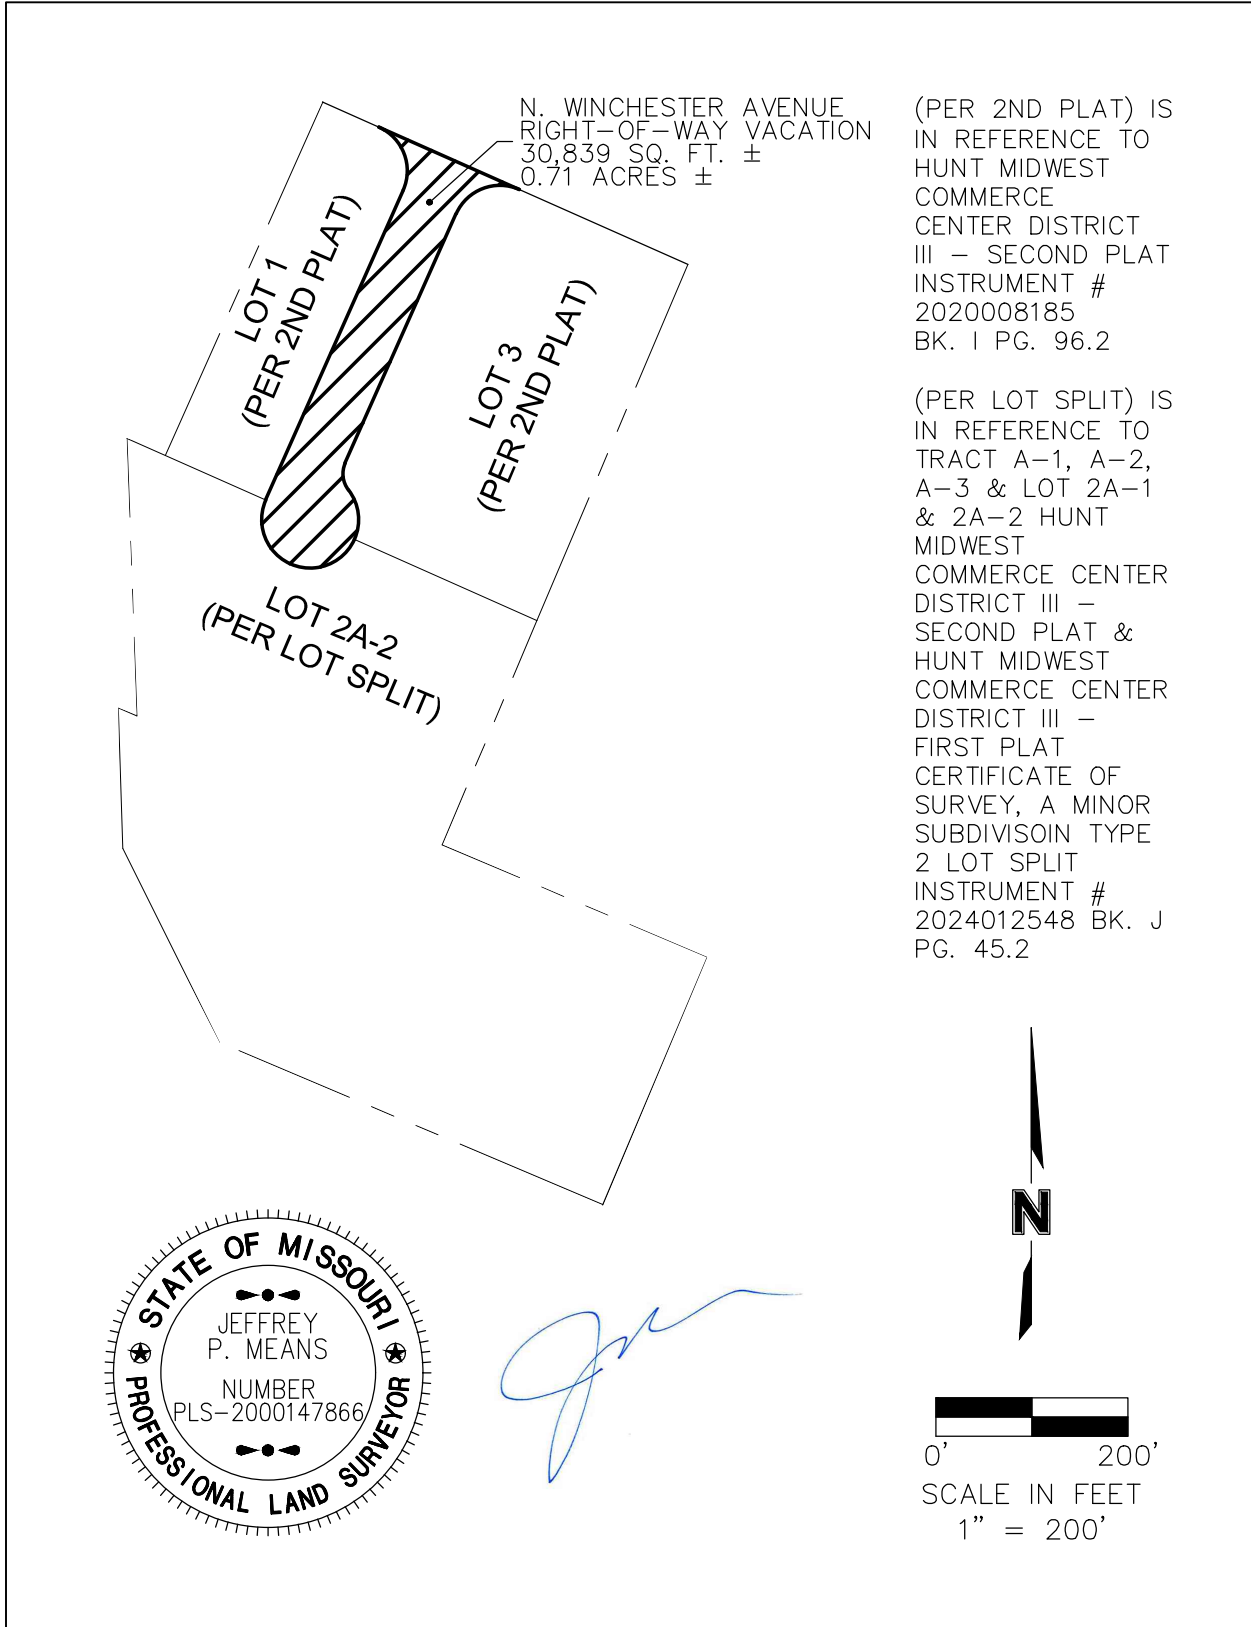 N. WINCHESTER AVENUE
RIGHT-OF-WAY VACATION
30,839 SQ. FT. ±
0.71 ACRES ±
LOT 1
(PER 2ND PLAT)
LOT 3
(PER 2ND PLAT)
LOT 2A-2
(PER LOT SPLIT)
(PER 2ND PLAT) IS
IN REFERENCE TO
HUNT MIDWEST
COMMERCE
CENTER DISTRICT
III – SECOND PLAT
INSTRUMENT #
2020008185
BK. I PG. 96.2
(PER LOT SPLIT) IS
IN REFERENCE TO
TRACT A-1, A-2,
A-3 & LOT 2A-1
& 2A-2 HUNT
MIDWEST
COMMERCE CENTER
DISTRICT III –
SECOND PLAT &
HUNT MIDWEST
COMMERCE CENTER
DISTRICT III –
FIRST PLAT
CERTIFICATE OF
SURVEY, A MINOR
SUBDIVISOIN TYPE
2 LOT SPLIT
INSTRUMENT #
2024012548 BK. J
PG. 45.2
N
0' 200'
SCALE IN FEET
1" = 200'
STATE OF MISSOURI
JEFFREY
P. MEANS
NUMBER
PLS-2000147866
PROFESSIONAL LAND SURVEYOR